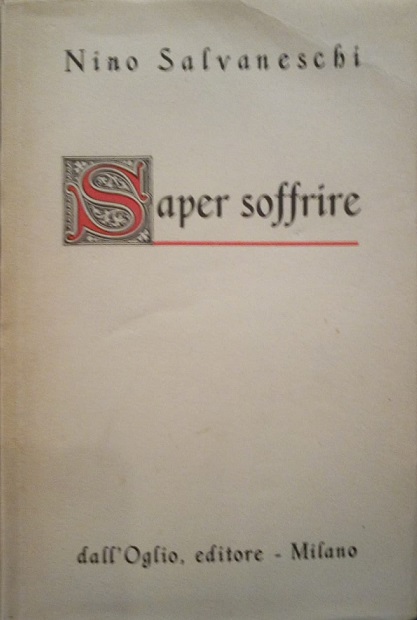 Nino Salvaneschi
Saper soffrire
dall'Oglio, editore - Milano